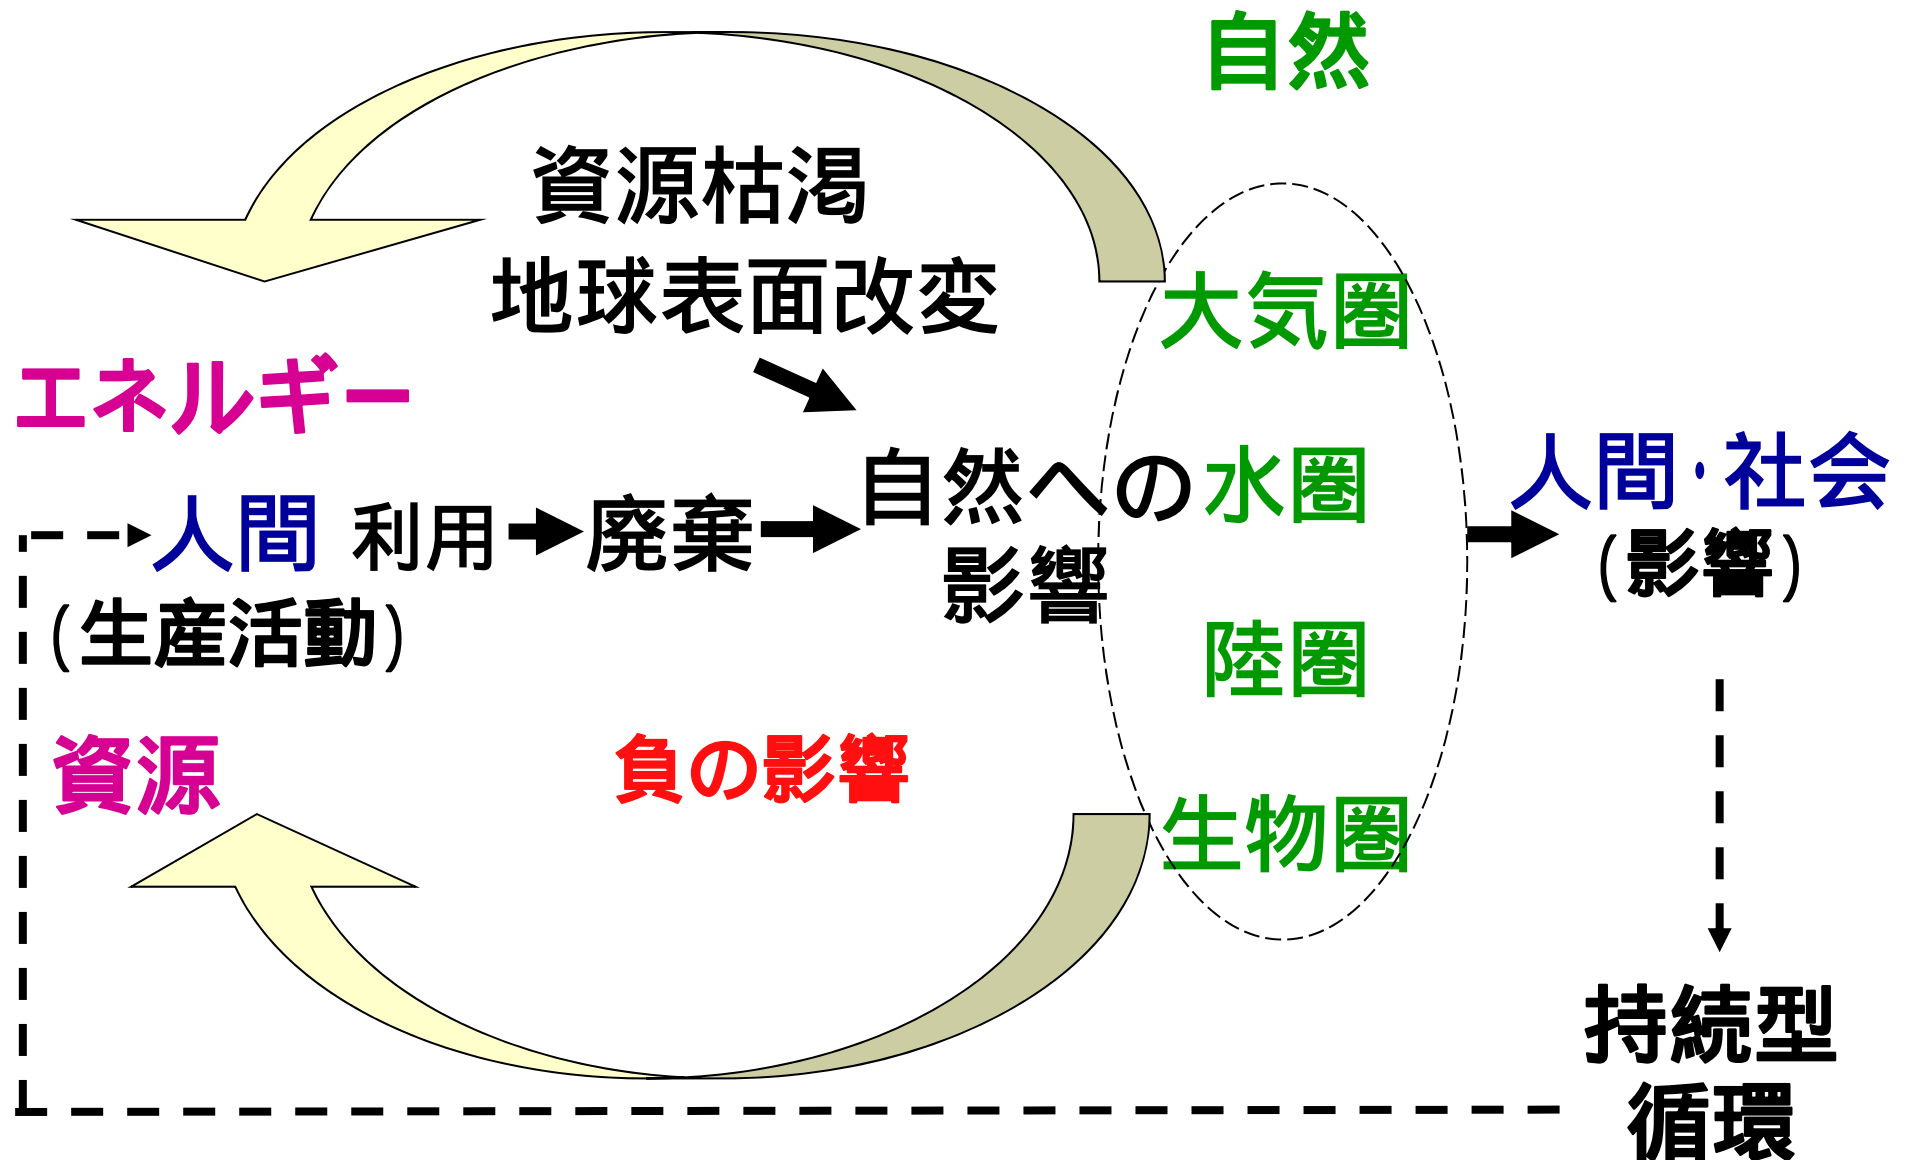 自然
資源枯渇
地球表面改変
大気圏
エネルギー
人間 利用
廃棄
自然への
影響
水圏
人間・社会
(影響)
(生産活動)
陸圏
資源
負の影響
生物圏
持続型
循環